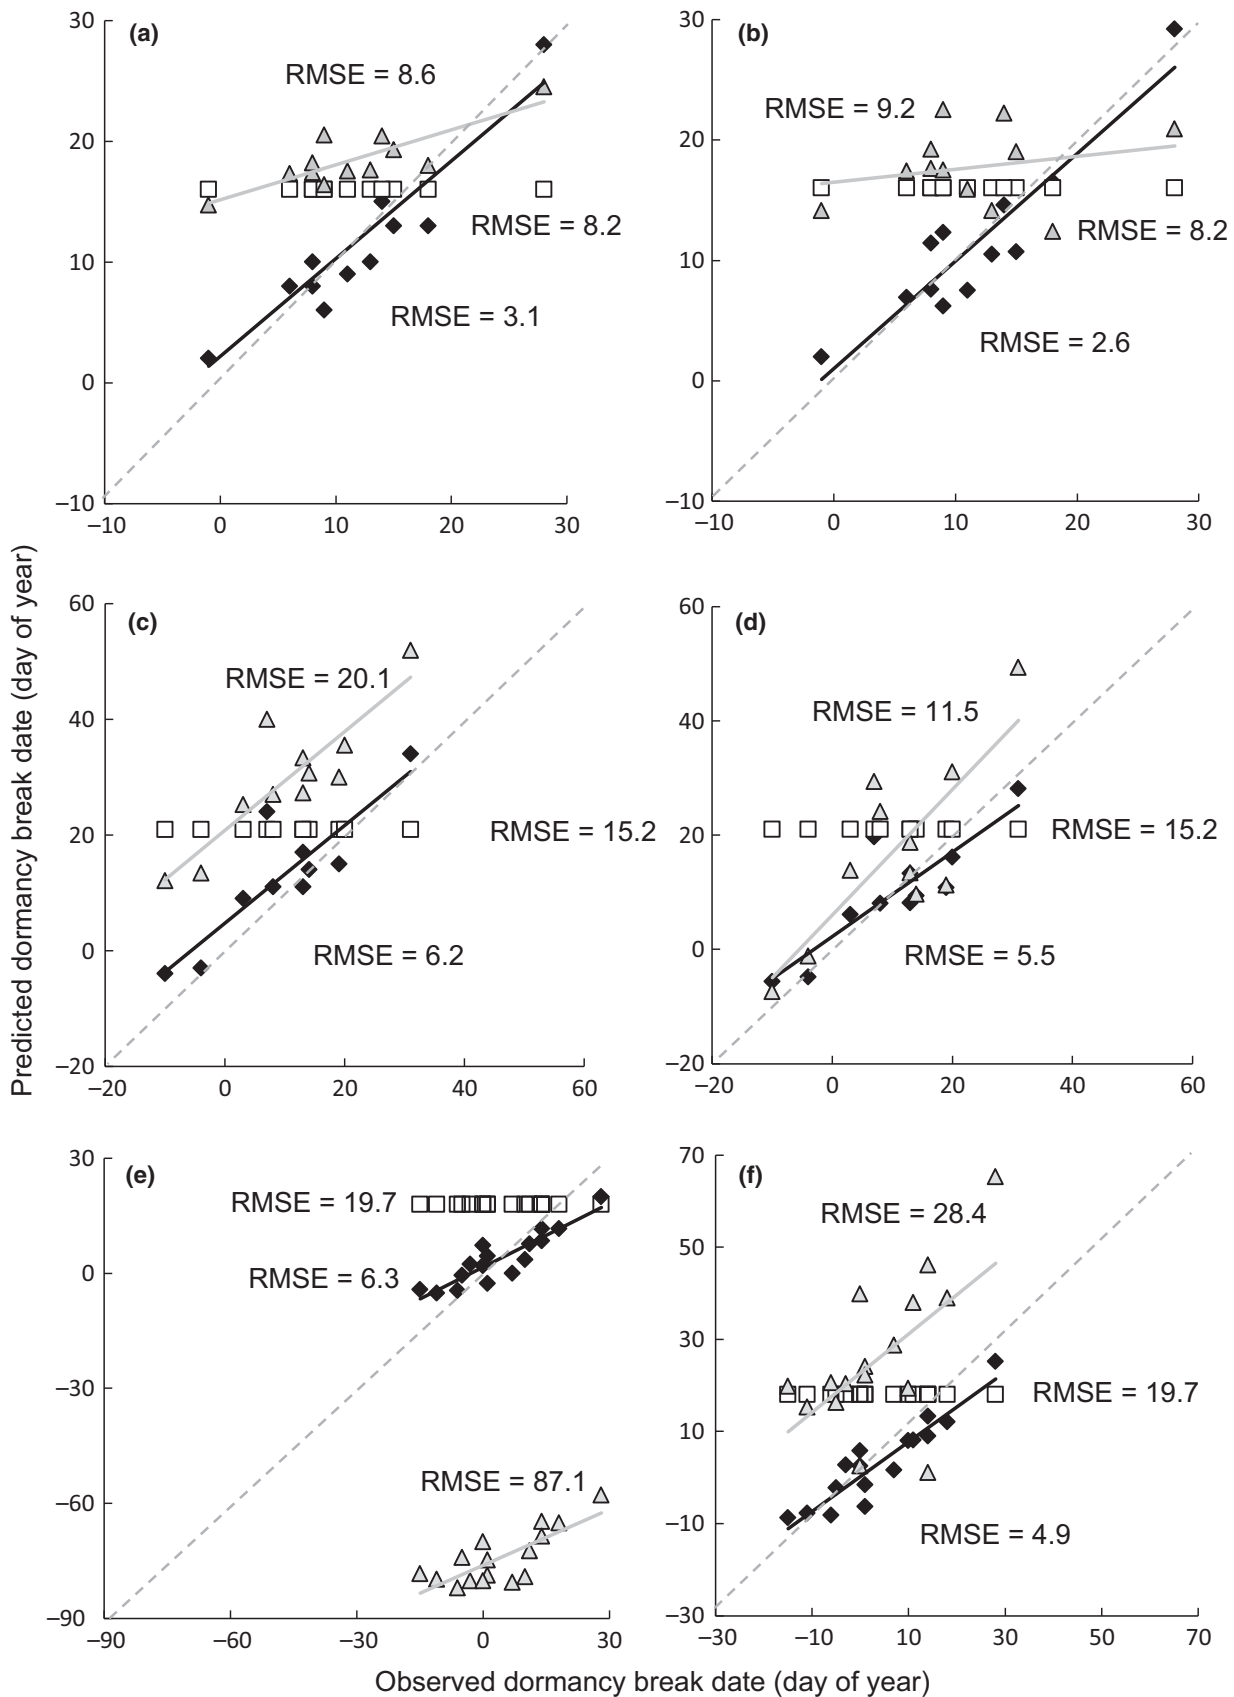 (a)
30
20
10
0
–10
–10
0
10
20
30
RMSE = 8.6
RMSE = 8.2
RMSE = 3.1
(b)
30
20
10
0
–10
–10
0
10
20
30
RMSE = 9.2
RMSE = 8.2
RMSE = 2.6
Predicted dormancy break date (day of year)
(c)
60
40
20
0
–20
–20
0
20
40
60
RMSE = 20.1
RMSE = 15.2
RMSE = 6.2
(d)
60
40
20
0
–20
–20
0
20
40
60
RMSE = 11.5
RMSE = 15.2
RMSE = 5.5
(e)
30
0
–30
–60
–90
–90
–60
–30
0
30
RMSE = 19.7
RMSE = 6.3
RMSE = 87.1
(f)
70
50
30
10
–10
–30
–30
–10
10
30
50
70
RMSE = 28.4
RMSE = 19.7
RMSE = 4.9
Observed dormancy break date (day of year)